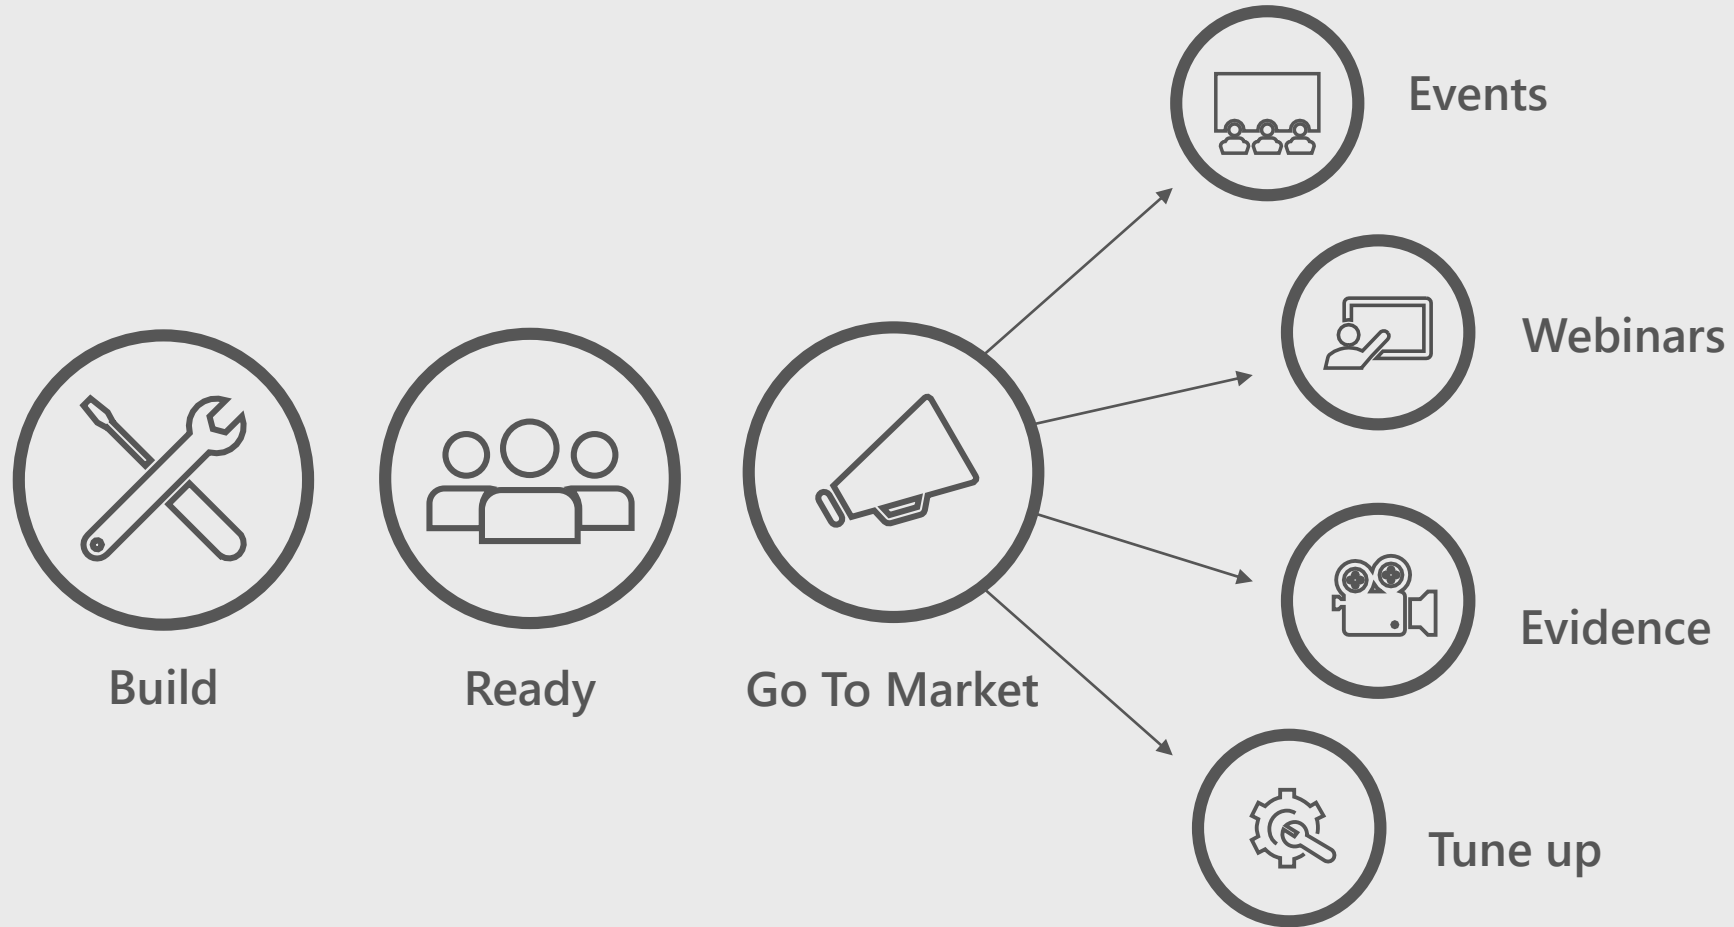 Events
Webinars
Evidence
Build
Ready
Go To Market
Tune up